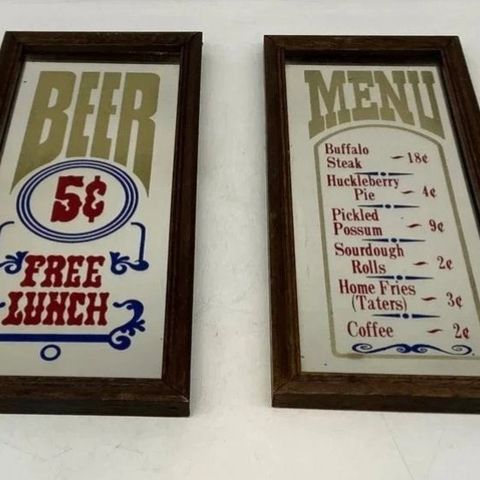 BEER
5¢
FREE
LUNCH
MENU
Buffalo
Steak - 18¢
Huckleberry
Pie - 4¢
Pickled
Possum - 9¢
Sourdough
Rolls - 2¢
Home Fries
(Taters) - 3¢
Coffee - 2¢